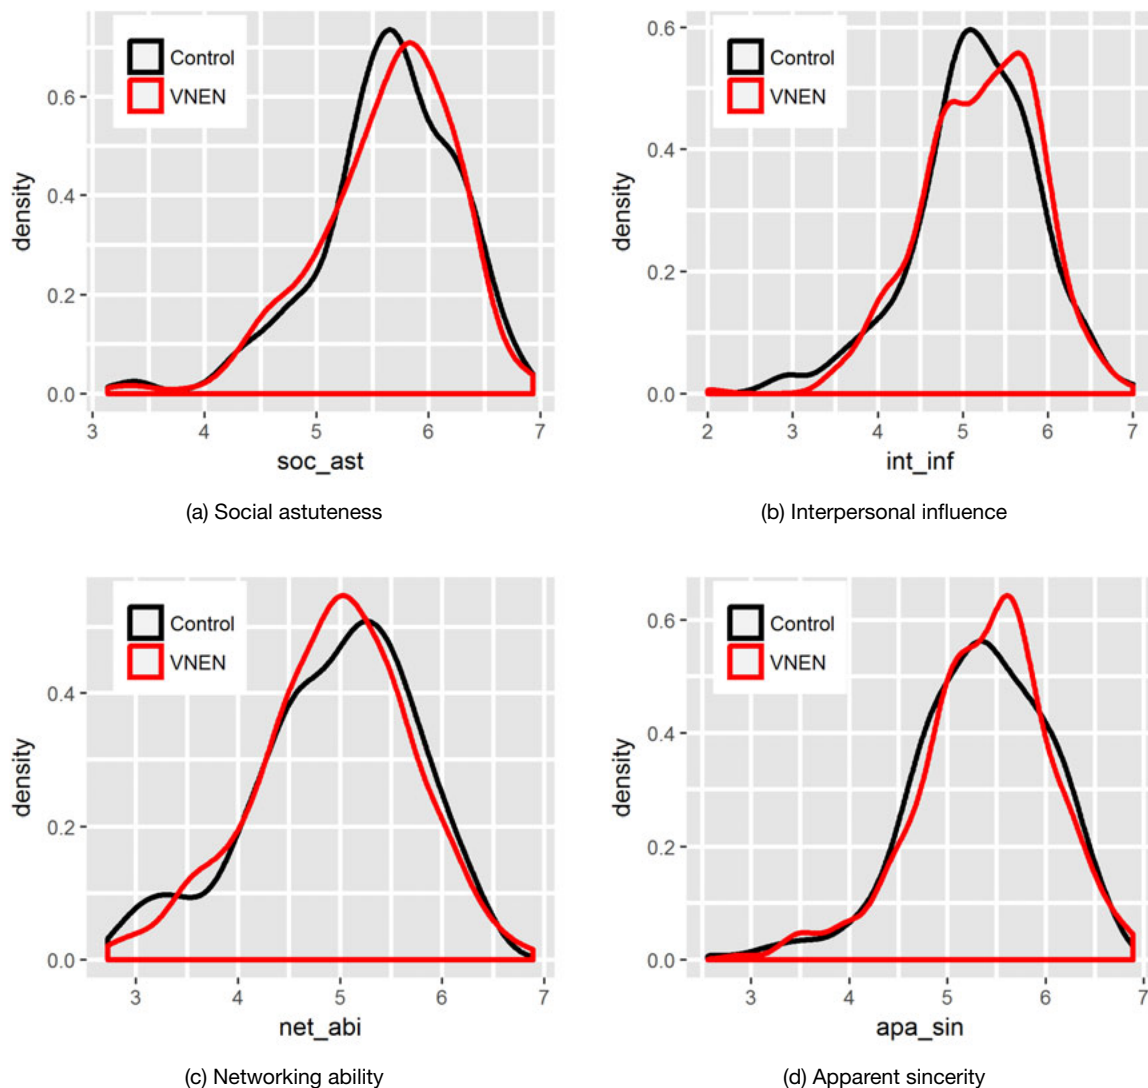 Control
VNEN
density
0.6
0.4
0.2
0.0
3 4 5 6 7
soc_ast
(a) Social astuteness
Control
VNEN
density
0.6
0.4
0.2
0.0
2 3 4 5 6 7
int_inf
(b) Interpersonal influence
Control
VNEN
density
0.4
0.2
0.0
3 4 5 6 7
net_abi
(c) Networking ability
Control
VNEN
density
0.6
0.4
0.2
0.0
3 4 5 6 7
apa_sin
(d) Apparent sincerity